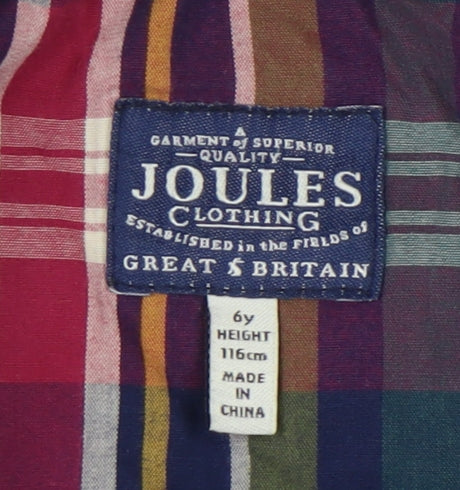 A
GARMENT of SUPERIOR
QUALITY
JOULES
CLOTHING
ESTABLISHED in the FIELDS of
GREAT BRITAIN
6y
HEIGHT
116cm
MADE
IN
CHINA